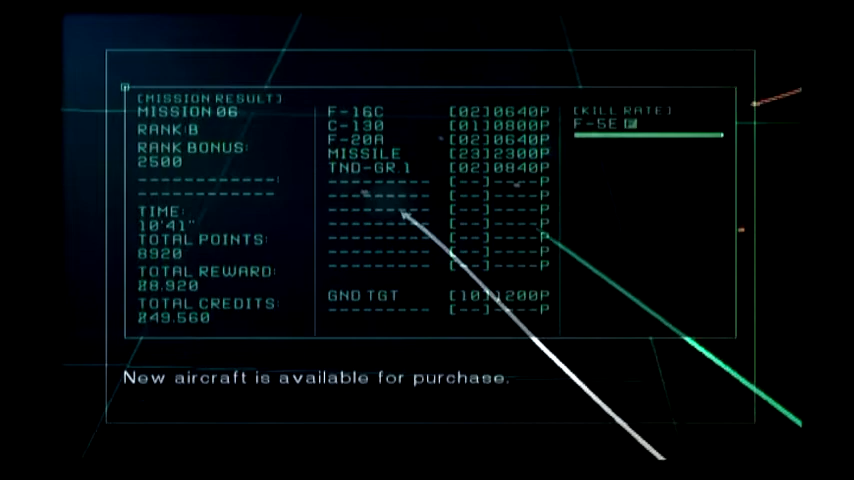 [MISSION RESULT]
MISSION 06
RANK:B
RANK BONUS:
2500
TIME:
10'41"
TOTAL POINTS:
8920
TOTAL REWARD:
88.920
TOTAL CREDITS:
249.560
F-16C [02]0640P
C-130 [01]0800P
F-20A [02]0640P
MISSILE [23]2300P
TND-GR.1 [02]0840P
---------- [--]----P
---------- [--]----P
---------- [--]----P
---------- [--]----P
---------- [--]----P
---------- [--]----P
---------- [--]----P
GND TGT [10]1200P
---------- [--]----P
[KILL RATE]
F-5E F
New aircraft is available for purchase.